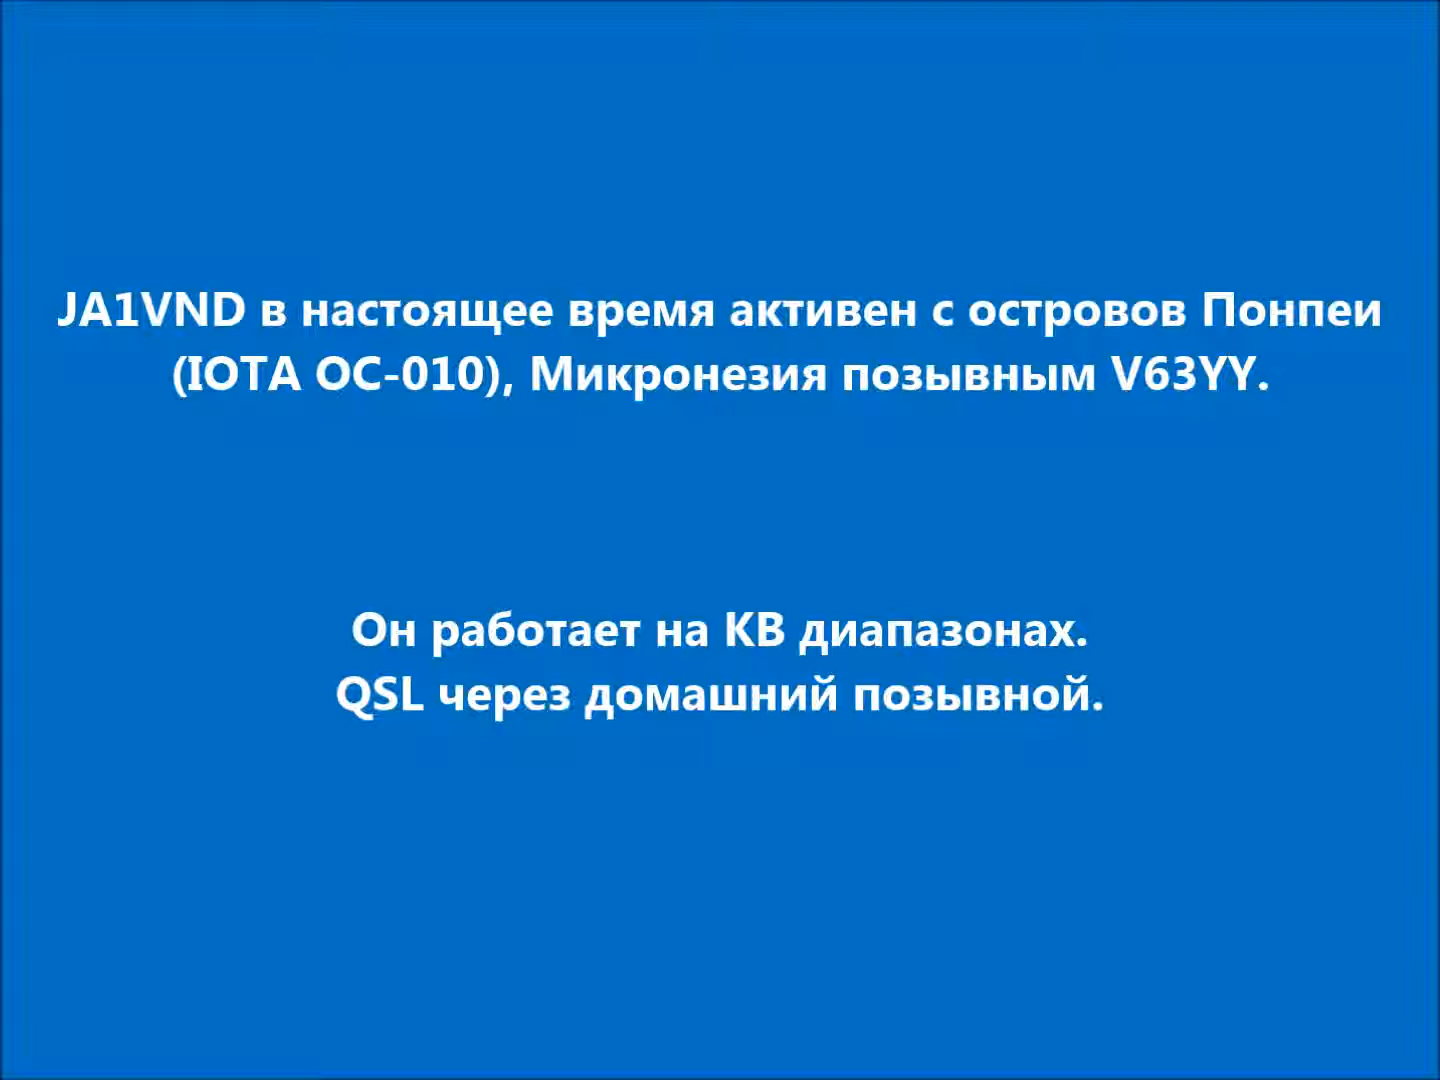 JA1VND в настоящее время активен с островов Понпеи
(IOTA OC-010), Микронезия позывным V63YY.
Он работает на КВ диапазонах.
QSL через домашний позывной.